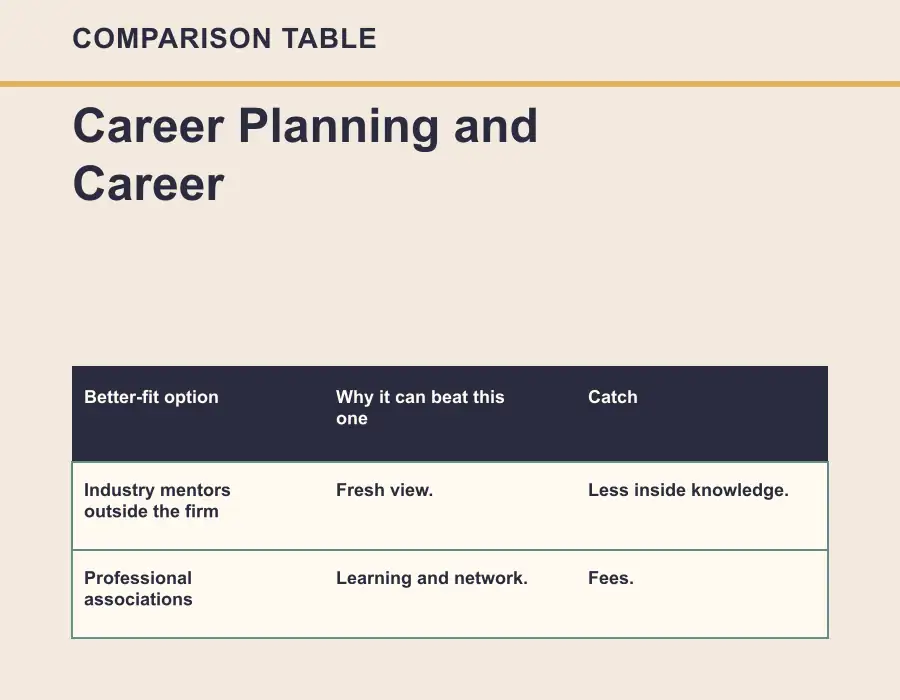 COMPARISON TABLE
Career Planning and
Career
Better-fit option
Why it can beat this
one
Catch
Industry mentors
outside the firm
Fresh view.
Less inside knowledge.
Professional
associations
Learning and network.
Fees.